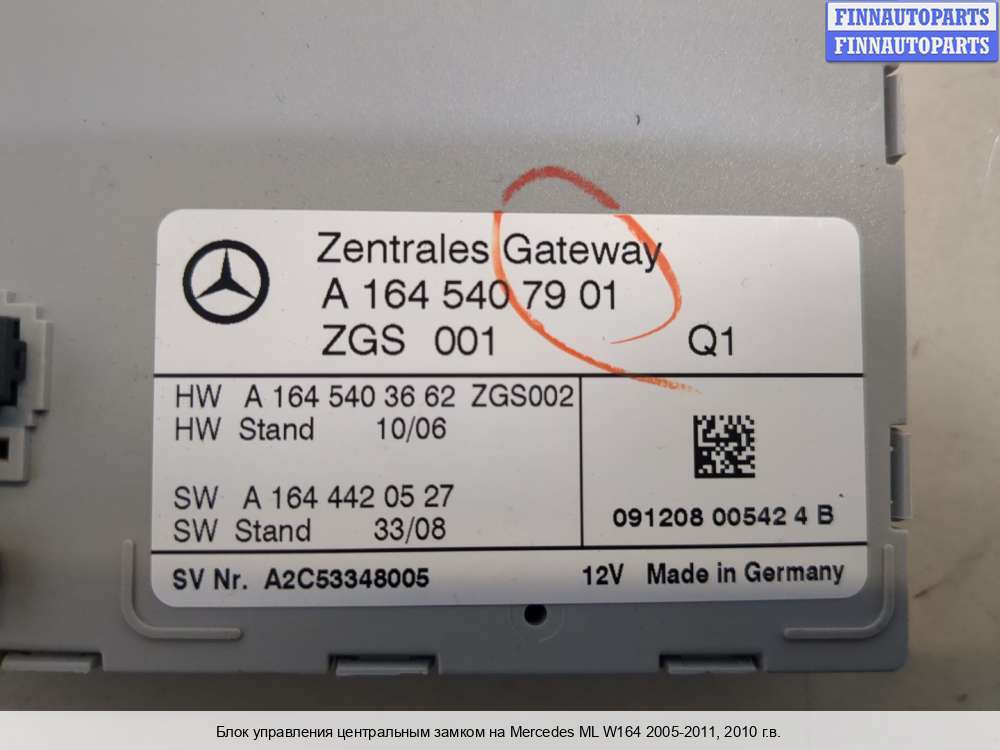 FINNAUTOPARTS
FINNAUTOPARTS
Zentrales Gateway
A 164 540 79 01
ZGS 001 Q1
HW A 164 540 36 62 ZGS002
HW Stand 10/06
SW A 164 442 05 27
SW Stand 33/08
091208 00542 4 B
SV Nr. A2C53348005 12V Made in Germany
Блок управления центральным замком на Mercedes ML W164 2005-2011, 2010 г.в.